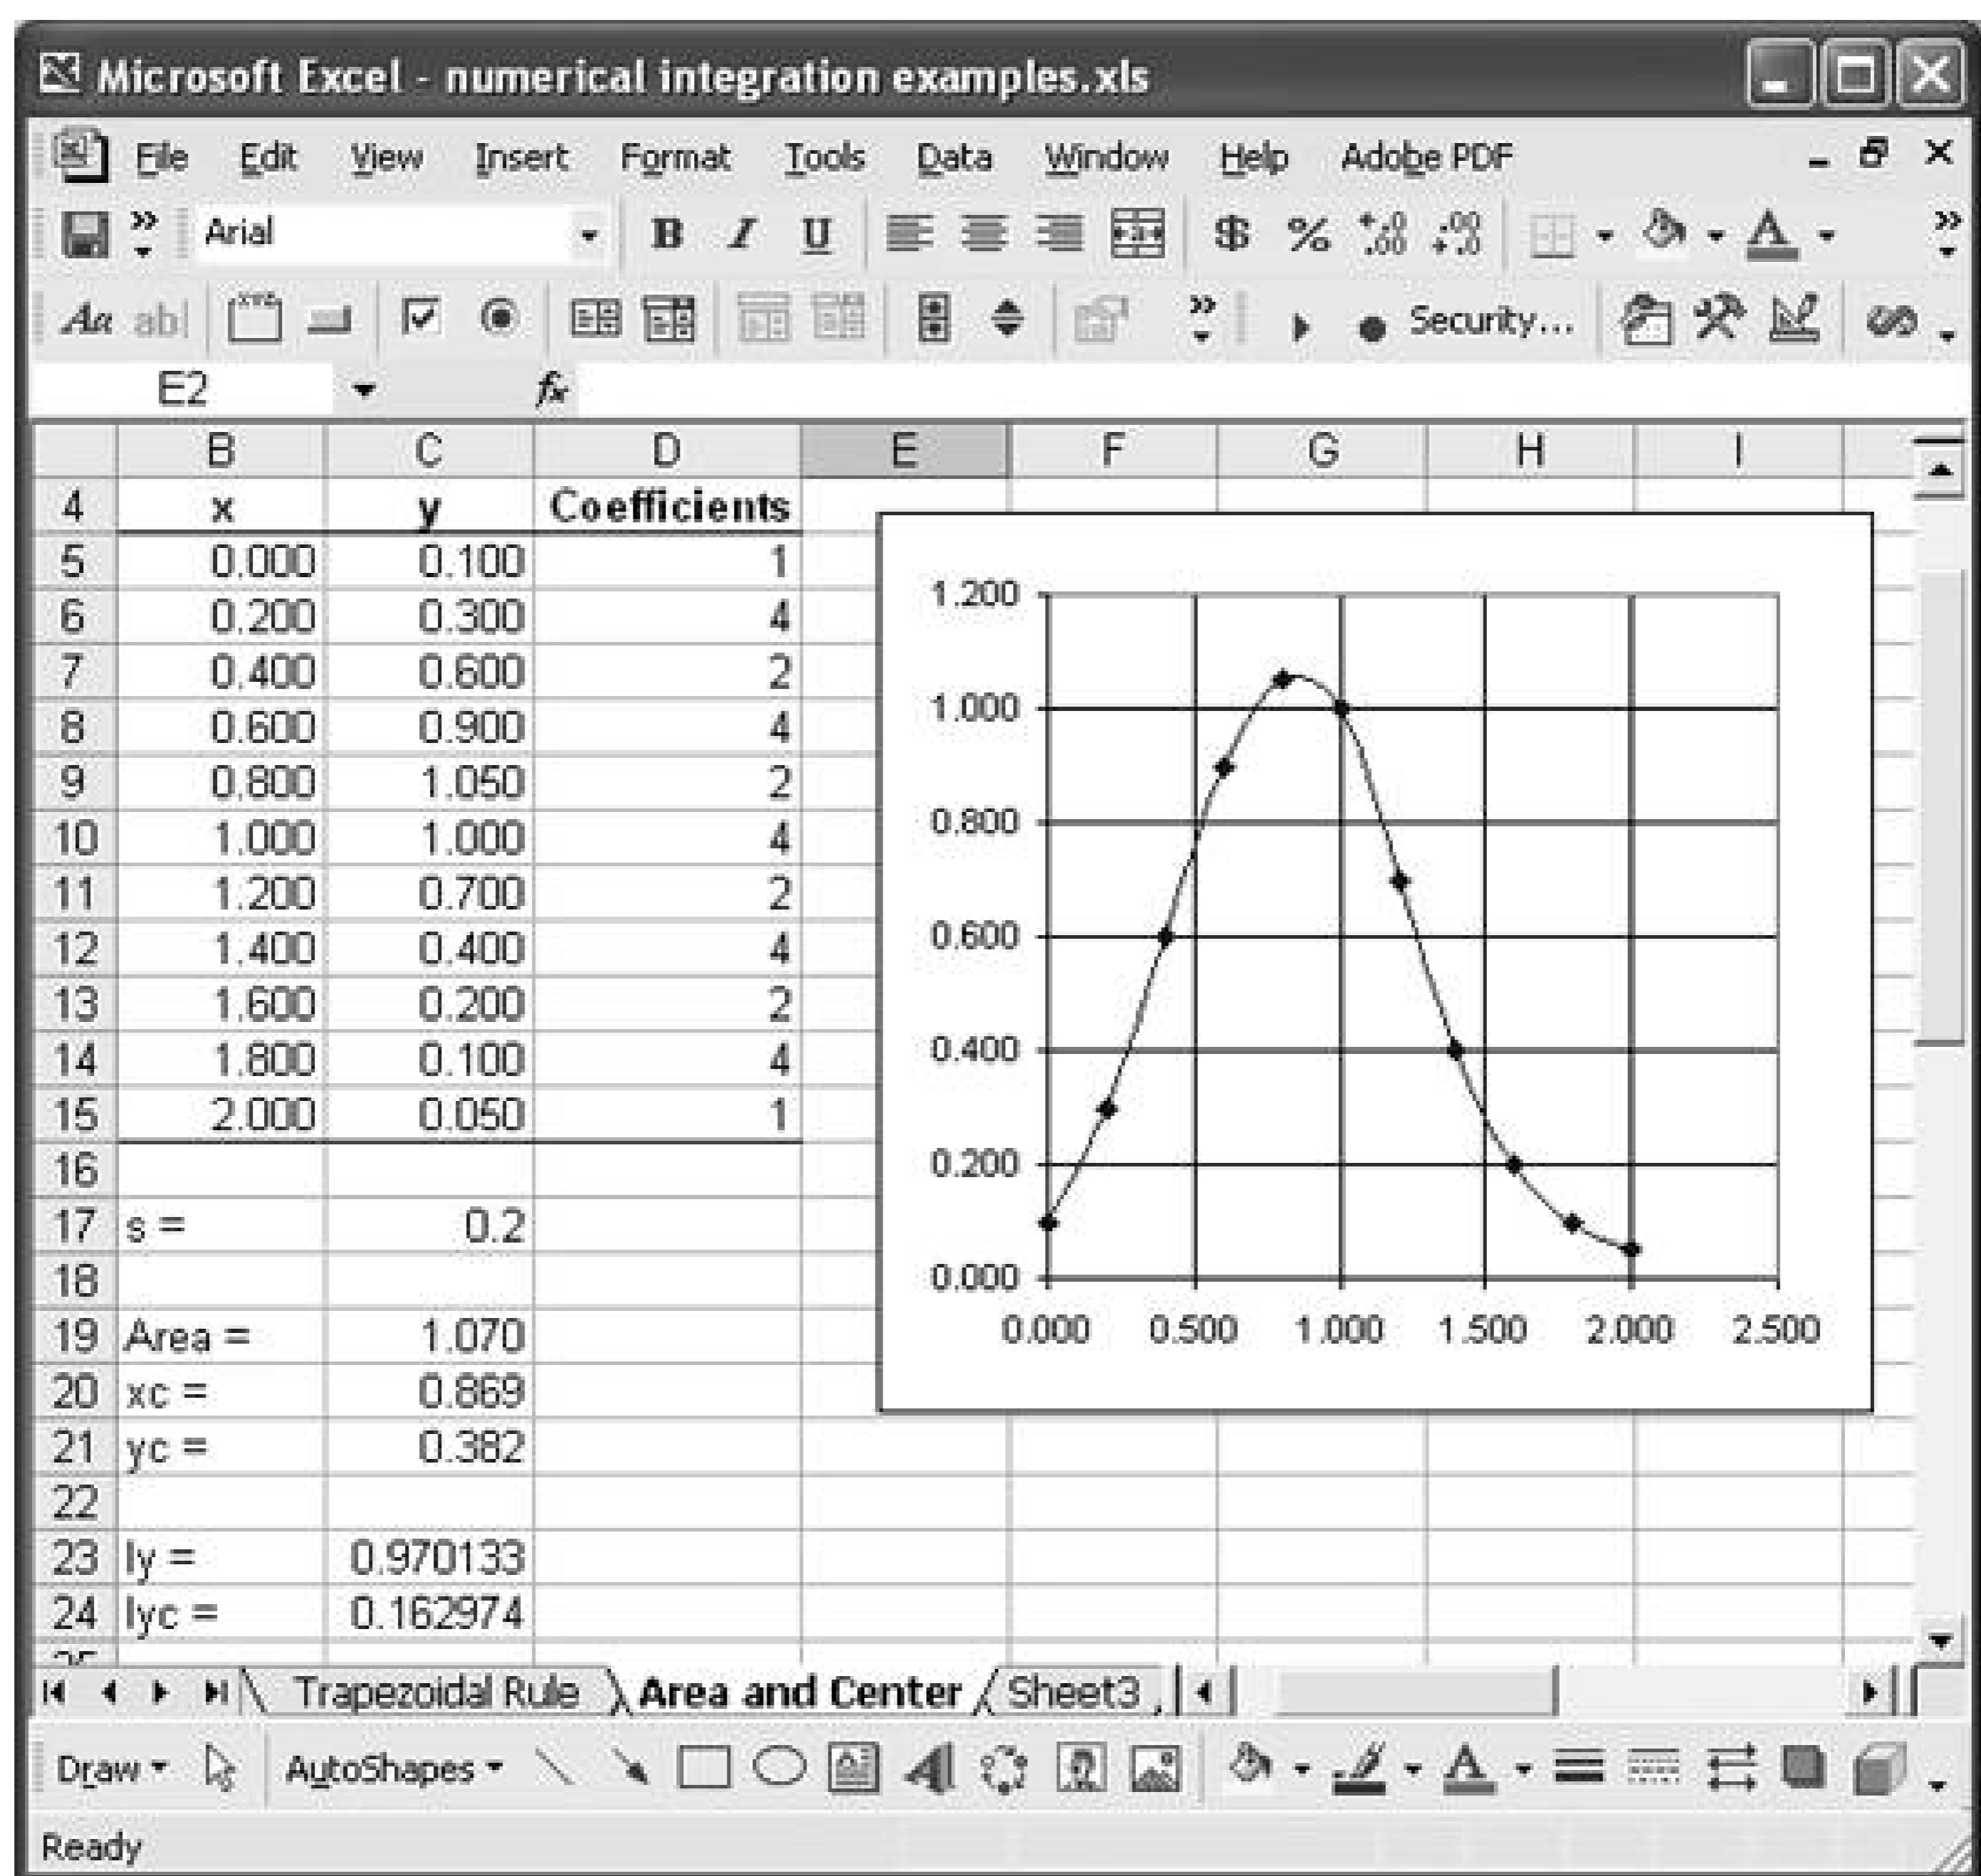 Microsoft Excel - numerical integration examples.xls
File Edit View Insert Format Tools Data Window Help Adobe PDF
Arial B I U $ % +.0 .00 .00 +.0 A
Aa ab| xyz Security...
E2 fx
B C D E F G H I
4 x y Coefficients
5 0.000 0.100 1
6 0.200 0.300 4
7 0.400 0.600 2
8 0.600 0.900 4
9 0.800 1.050 2
10 1.000 1.000 4
11 1.200 0.700 2
12 1.400 0.400 4
13 1.600 0.200 2
14 1.800 0.100 4
15 2.000 0.050 1
16
17 s = 0.2
18
19 Area = 1.070
20 xc = 0.869
21 yc = 0.382
22
23 Iy = 0.970133
24 Iyc = 0.162974
1.200
1.000
0.800
0.600
0.400
0.200
0.000
0.000 0.500 1.000 1.500 2.000 2.500
Trapezoidal Rule Area and Center Sheet3
Draw AutoShapes A A
Ready